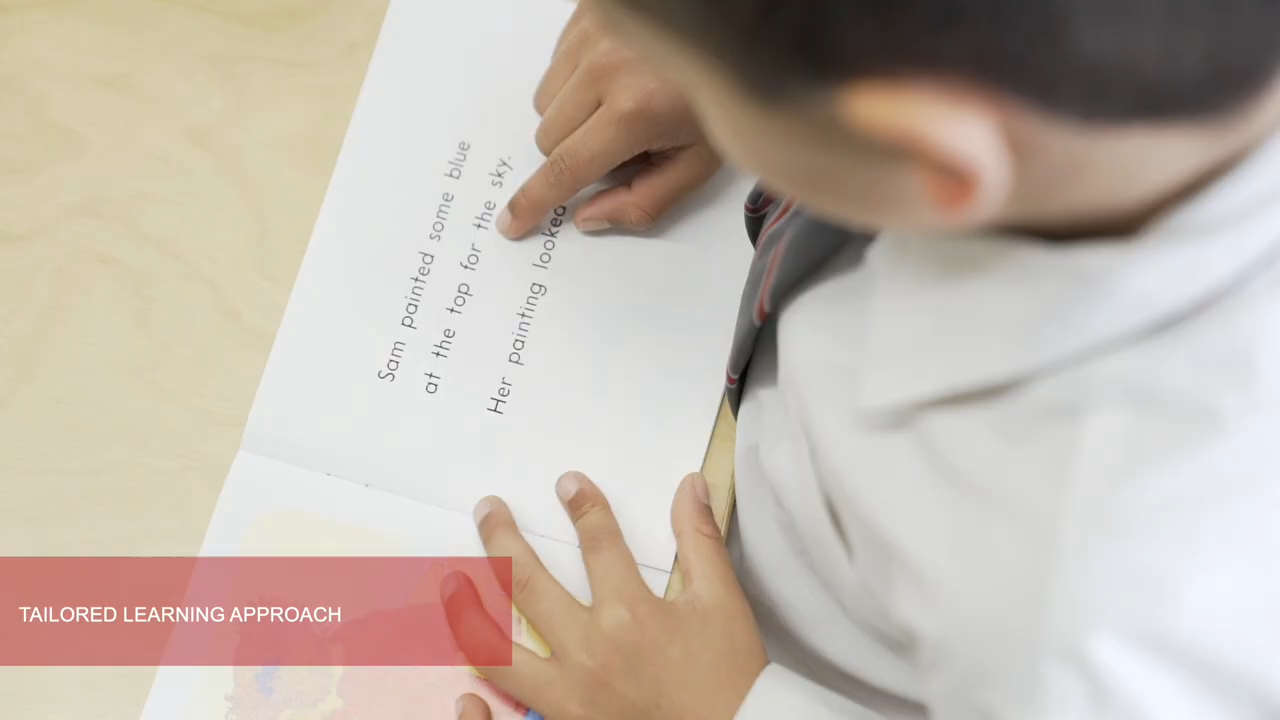 Sam painted some blue
at the top for the sky.
Her painting looked
TAILORED LEARNING APPROACH